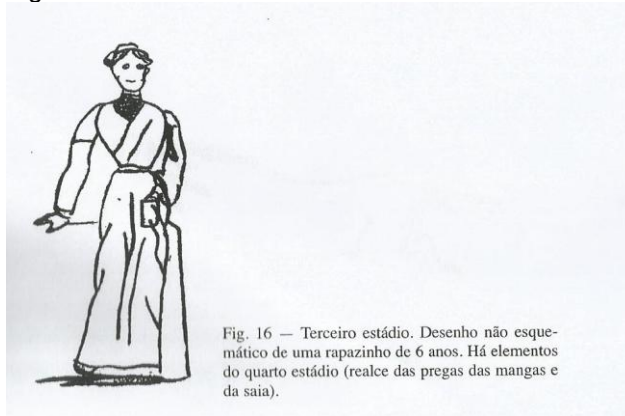 Fig. 16 — Terceiro estádio. Desenho não esque-
mático de uma rapazinho de 6 anos. Há elementos
do quarto estádio (realce das pregas das mangas e
da saia).